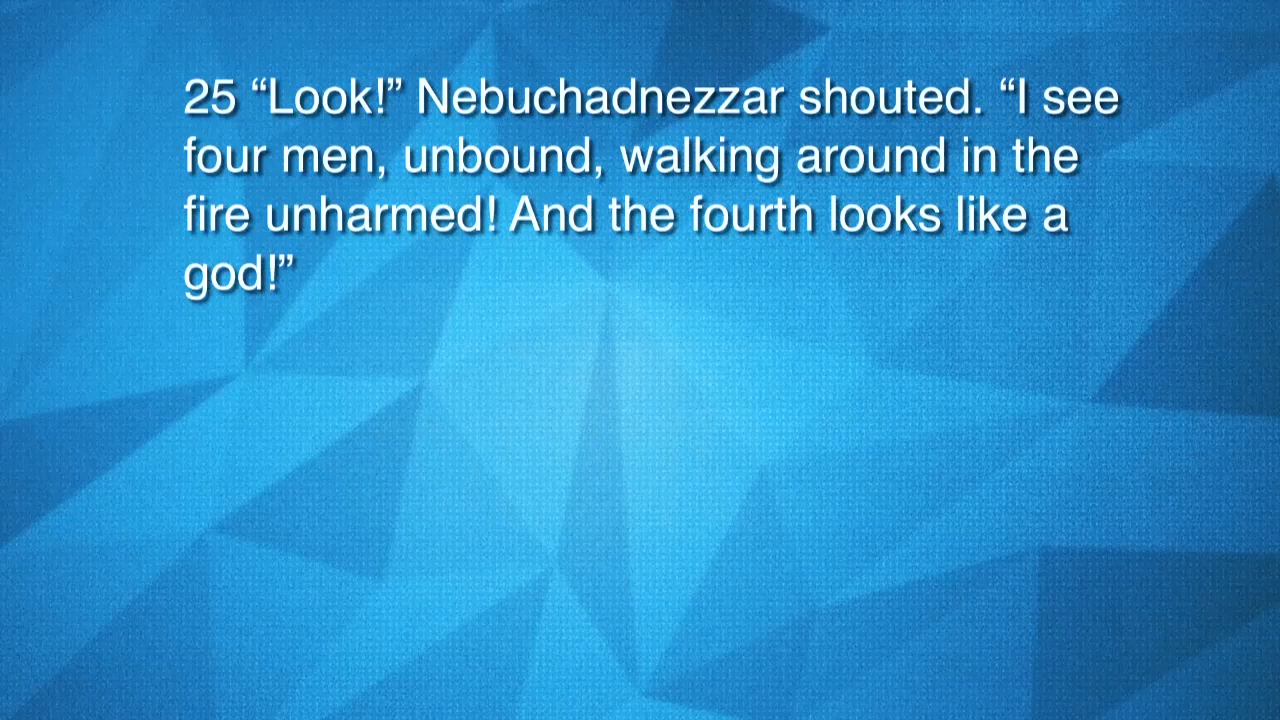 25 “Look!” Nebuchadnezzar shouted. “I see
four men, unbound, walking around in the
fire unharmed! And the fourth looks like a
god!”